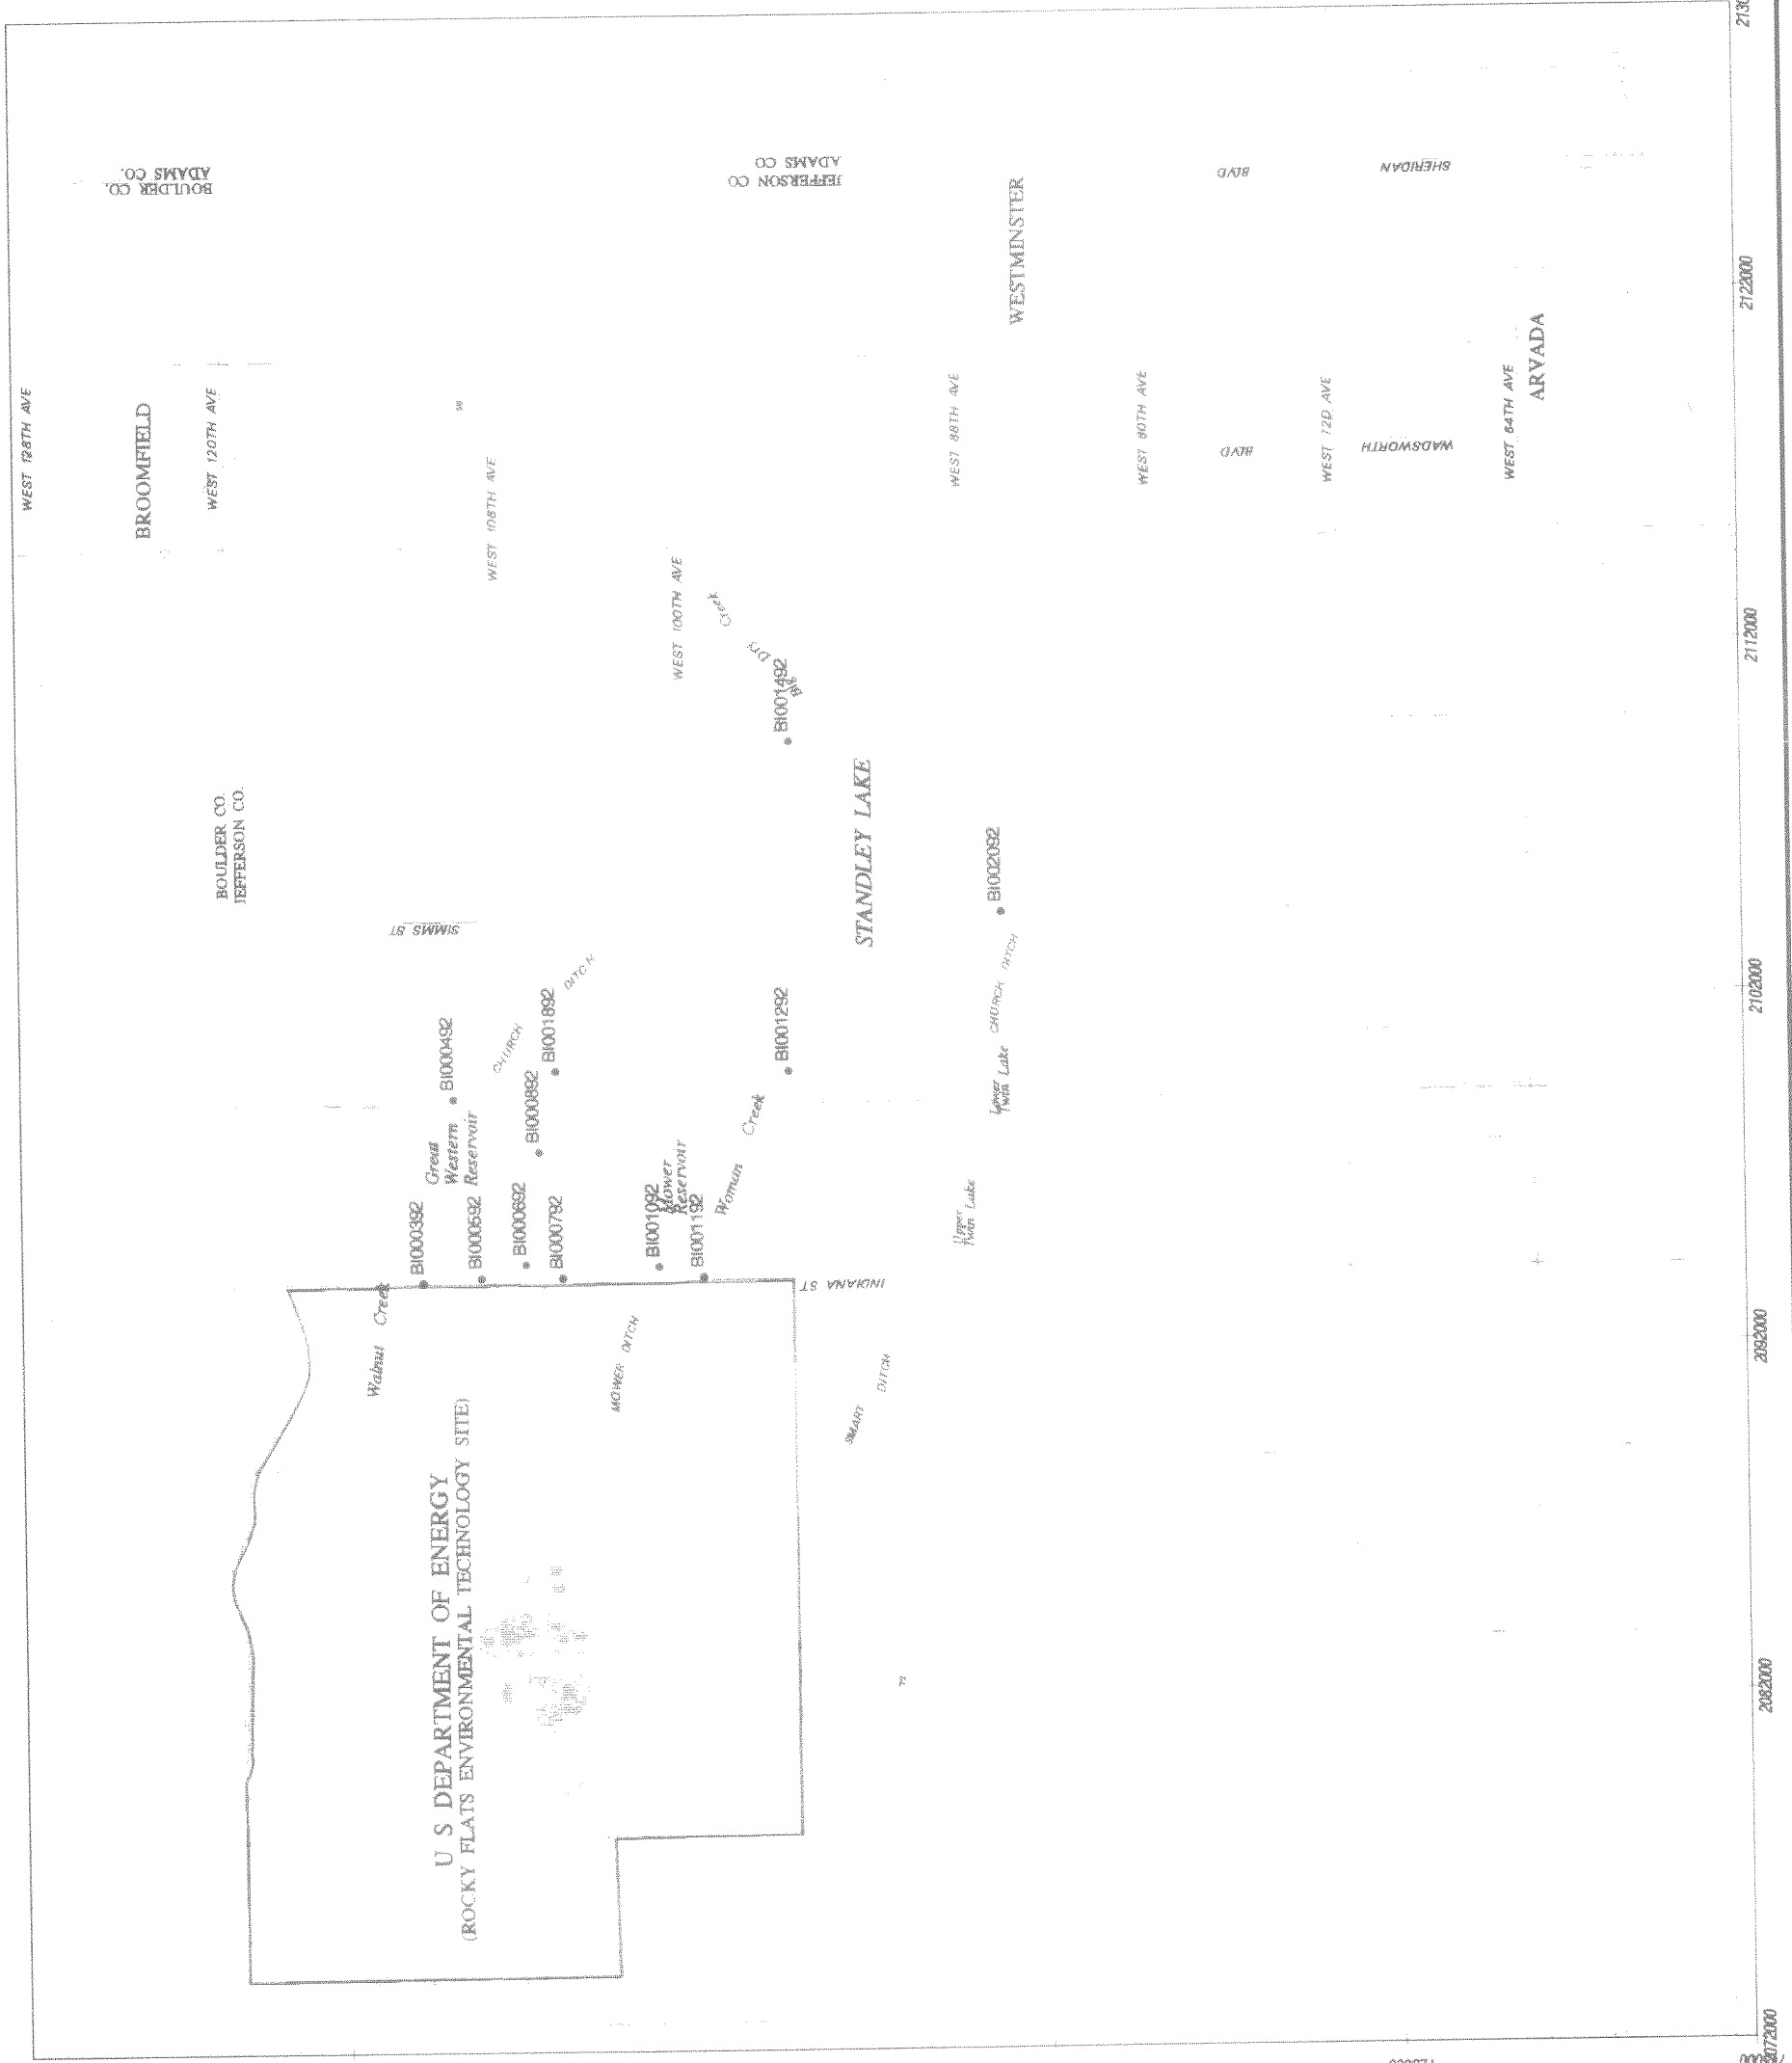 WEST 128TH AVE
BROOMFIELD
WEST 120TH AVE
BOULDER CO.
ADAMS CO.
BOULDER CO.
JEFFERSON CO.
36
WEST 108TH AVE
SIMMS ST
WEST 100TH AVE
JEFFERSON CO
ADAMS CO
Walnut Creek
BI000392
Great
Western
Reservoir
BI000492
BI000592
CHURCH DITCH
BI000692
BI000892
BI001892
BI000792
U S DEPARTMENT OF ENERGY
(ROCKY FLATS ENVIRONMENTAL TECHNOLOGY SITE)
MOWER DITCH
BI001092
Mower
Reservoir
BI001192
Woman Creek
BI001292
Big Dry Creek
BI001492
STANDLEY LAKE
INDIANA ST
SMART DITCH
72
WEST 88TH AVE
WESTMINSTER
Upper
Twin Lake
Lower
Twin Lake
CHURCH DITCH
BI002092
WEST 80TH AVE
SHERIDAN BLVD
WADSWORTH BLVD
WEST 72D AVE
WEST 64TH AVE
ARVADA
2082000
2092000
2102000
2112000
2122000